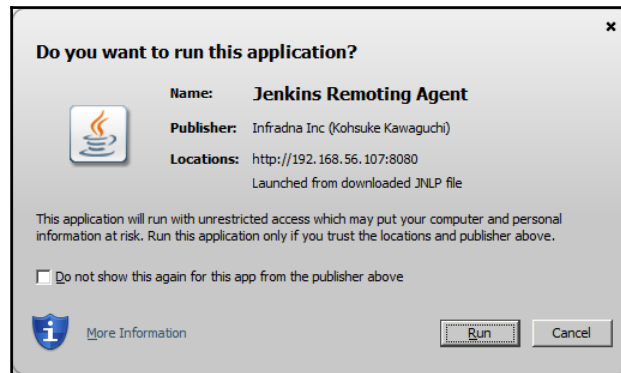 Do you want to run this application?
Name: Jenkins Remoting Agent
Publisher: Infradna Inc (Kohsuke Kawaguchi)
Locations: http://192.168.56.107:8080
Launched from downloaded JNLP file
This application will run with unrestricted access which may put your computer and personal
information at risk. Run this application only if you trust the locations and publisher above.
Do not show this again for this app from the publisher above
More Information
Run Cancel